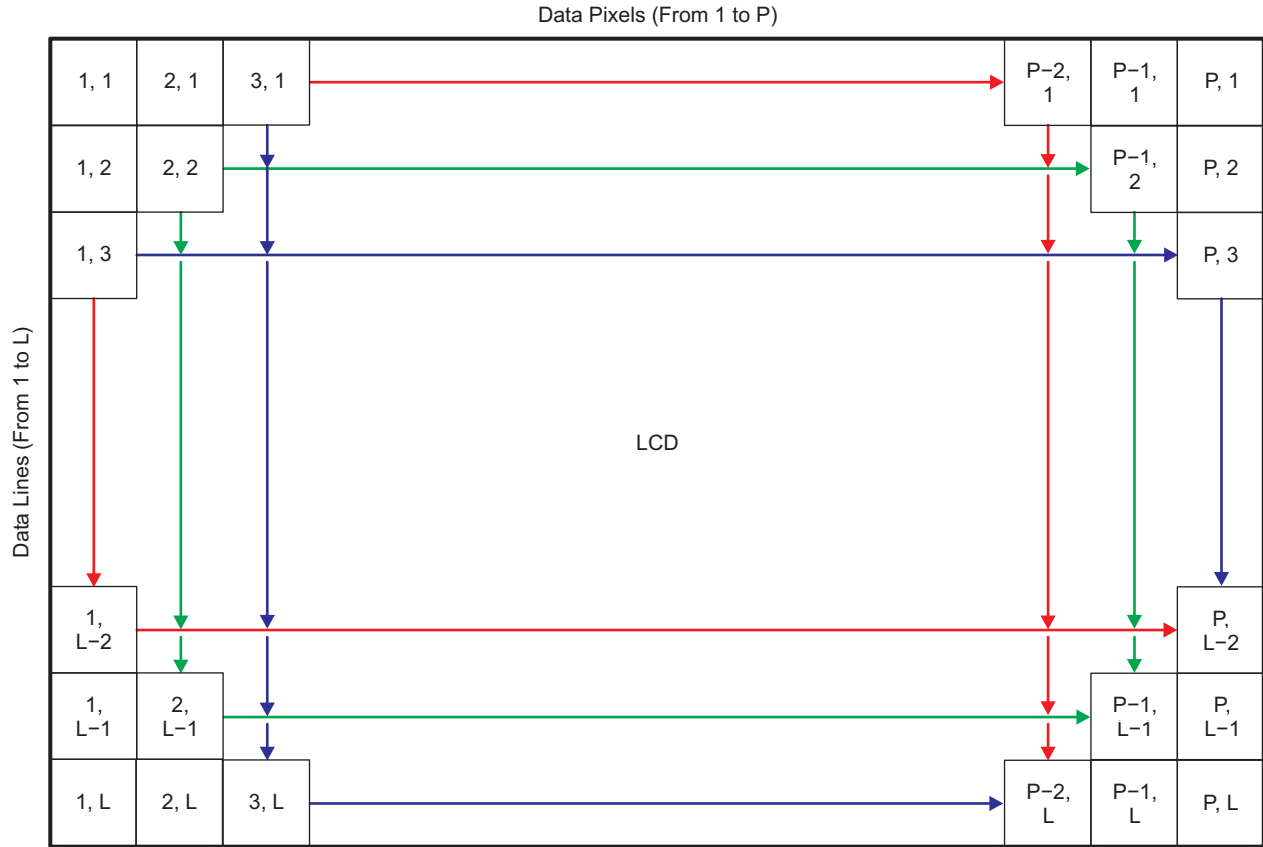 Data Pixels (From 1 to P)
1, 1
2, 1
3, 1
P−2,
1
P−1,
1
P, 1
1, 2
2, 2
P−1,
2
P, 2
1, 3
P, 3
Data Lines (From 1 to L)
LCD
1,
L−2
P,
L−2
1,
L−1
2,
L−1
P−1,
L−1
P,
L−1
1, L
2, L
3, L
P−2,
L
P−1,
L
P, L